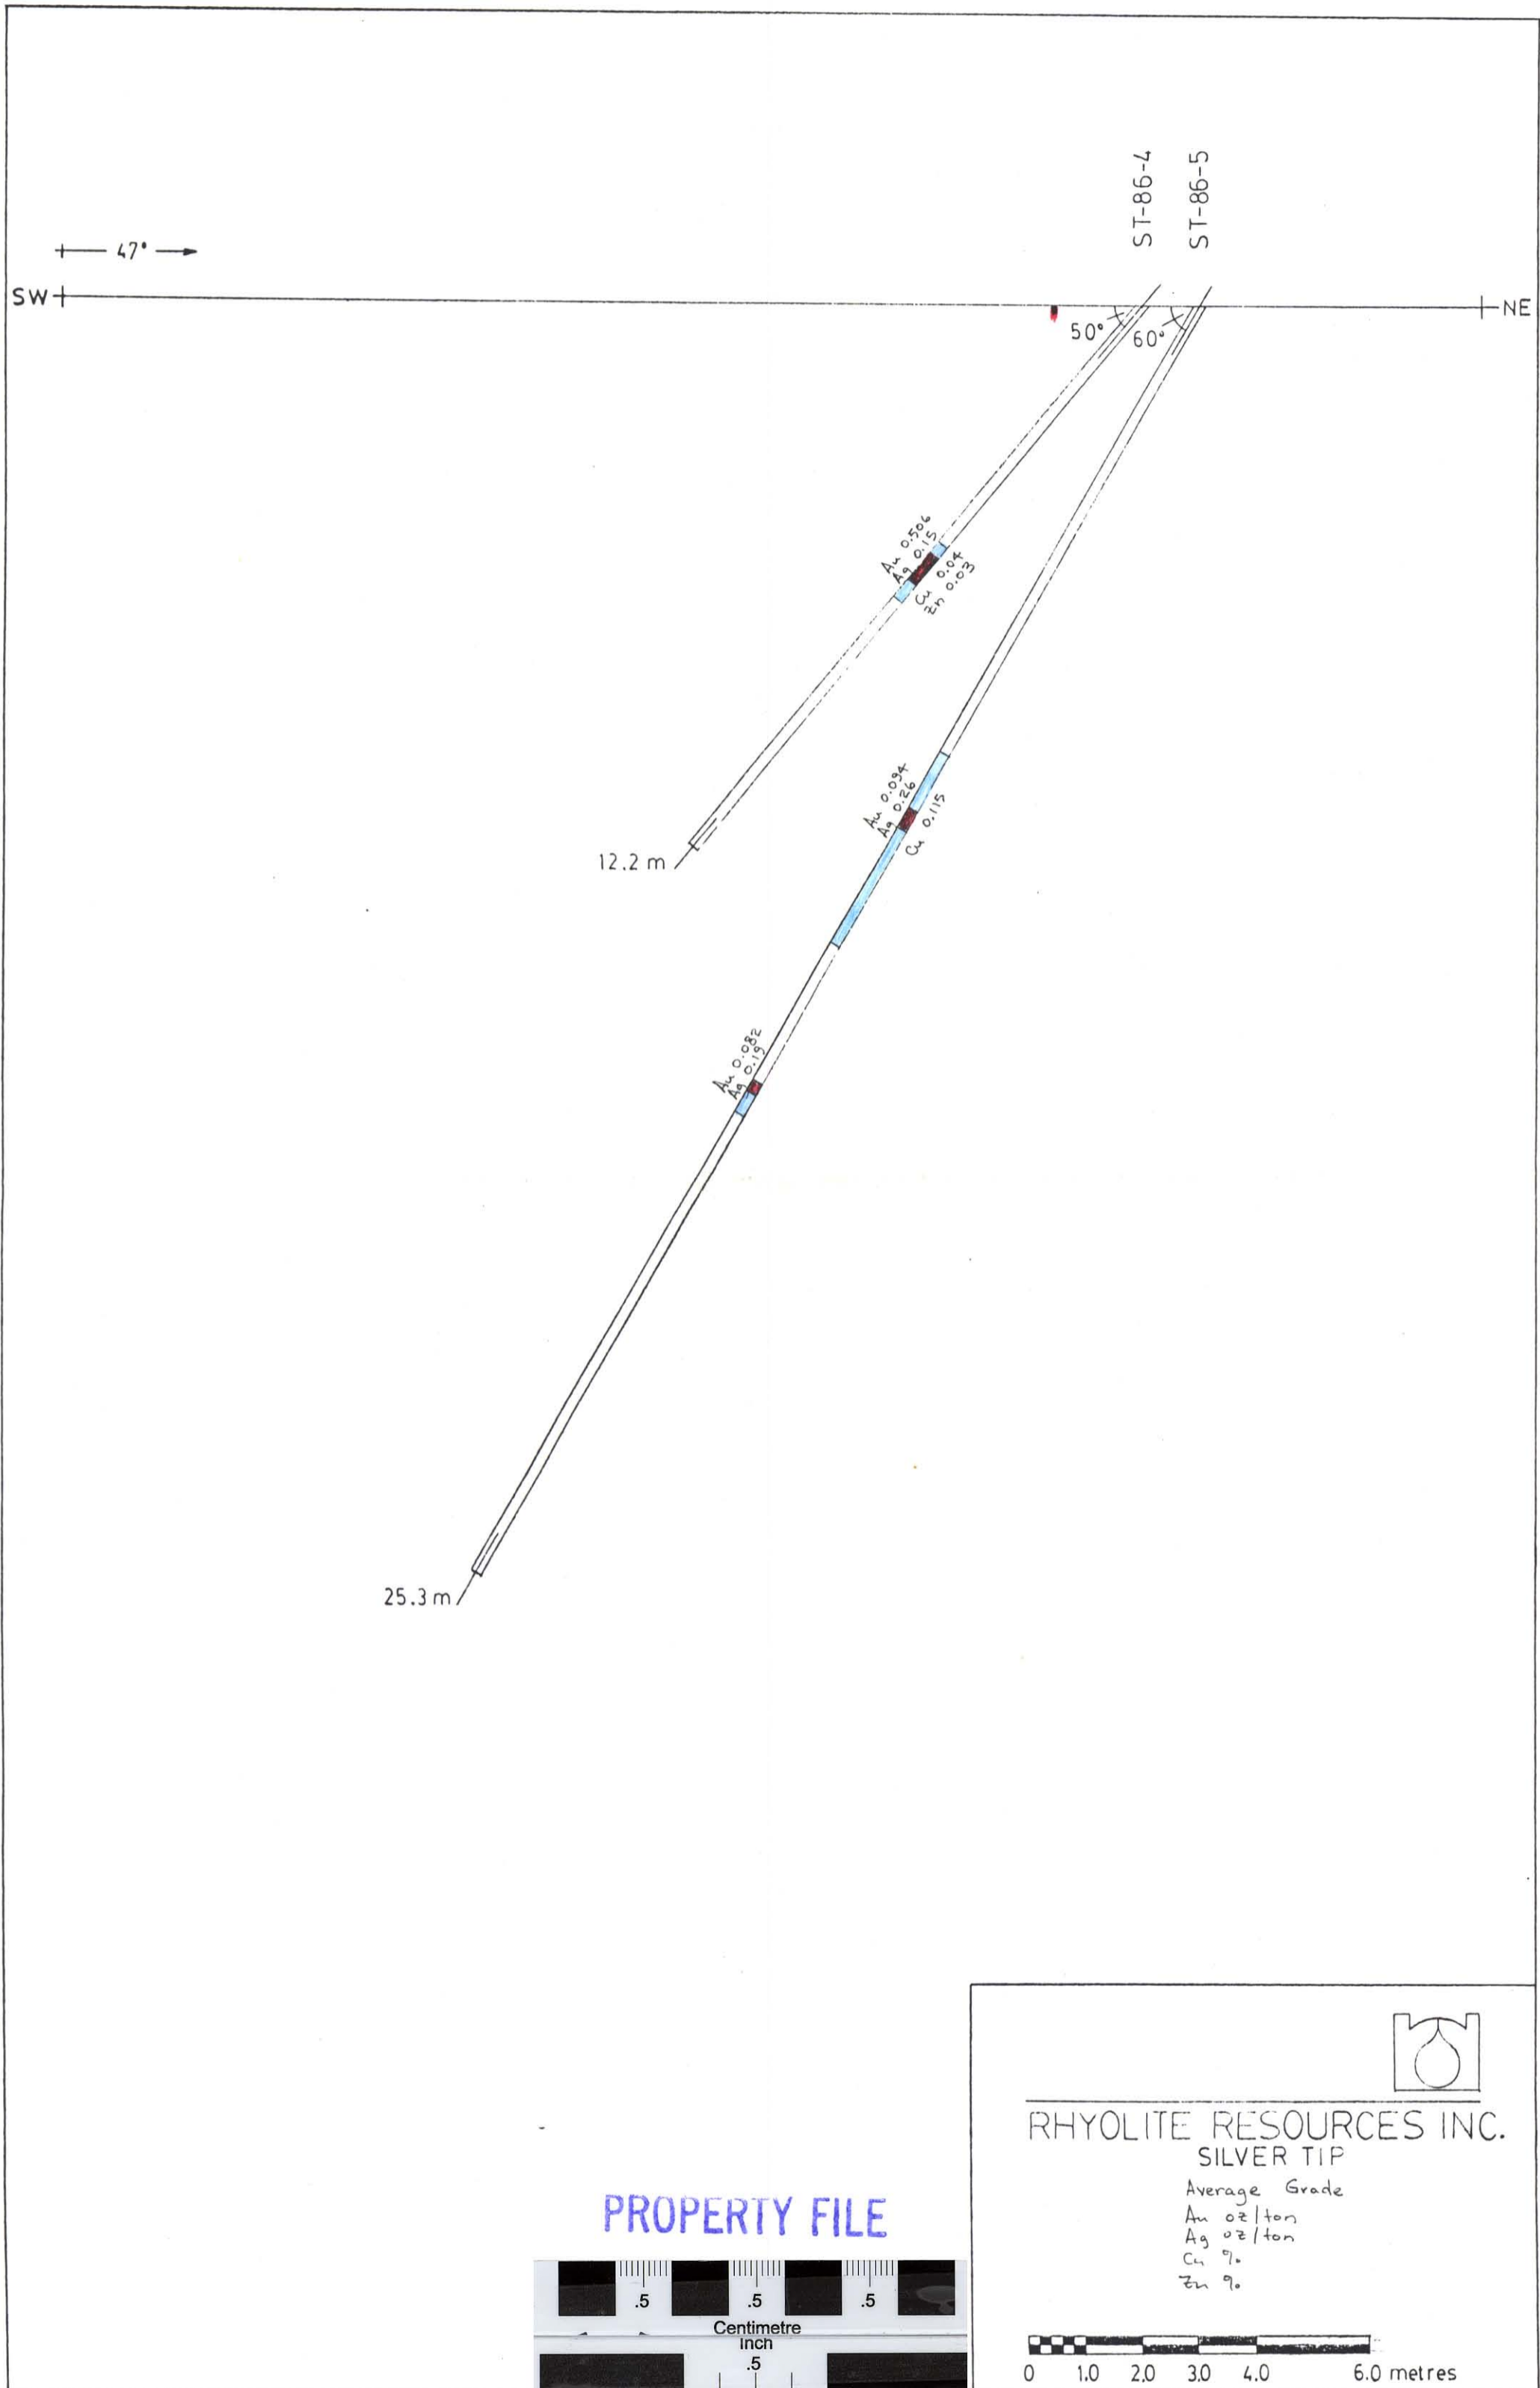 ST-86-4
ST-86-5
47°
SW
NE
50°
60°
Au 0.506
Ag 0.15
Cu 0.04
Zn 0.03
12.2 m
Au 0.094
Ag 0.26
Cu 0.115
Au 0.082
Ag 0.19
25.3 m
RHYOLITE RESOURCES INC.
SILVER TIP
Average Grade
Au oz/ton
Ag oz/ton
Cu %
Zn %
0 1.0 2.0 3.0 4.0 6.0 metres
PROPERTY FILE
.5 .5 .5
Centimetre
Inch
.5